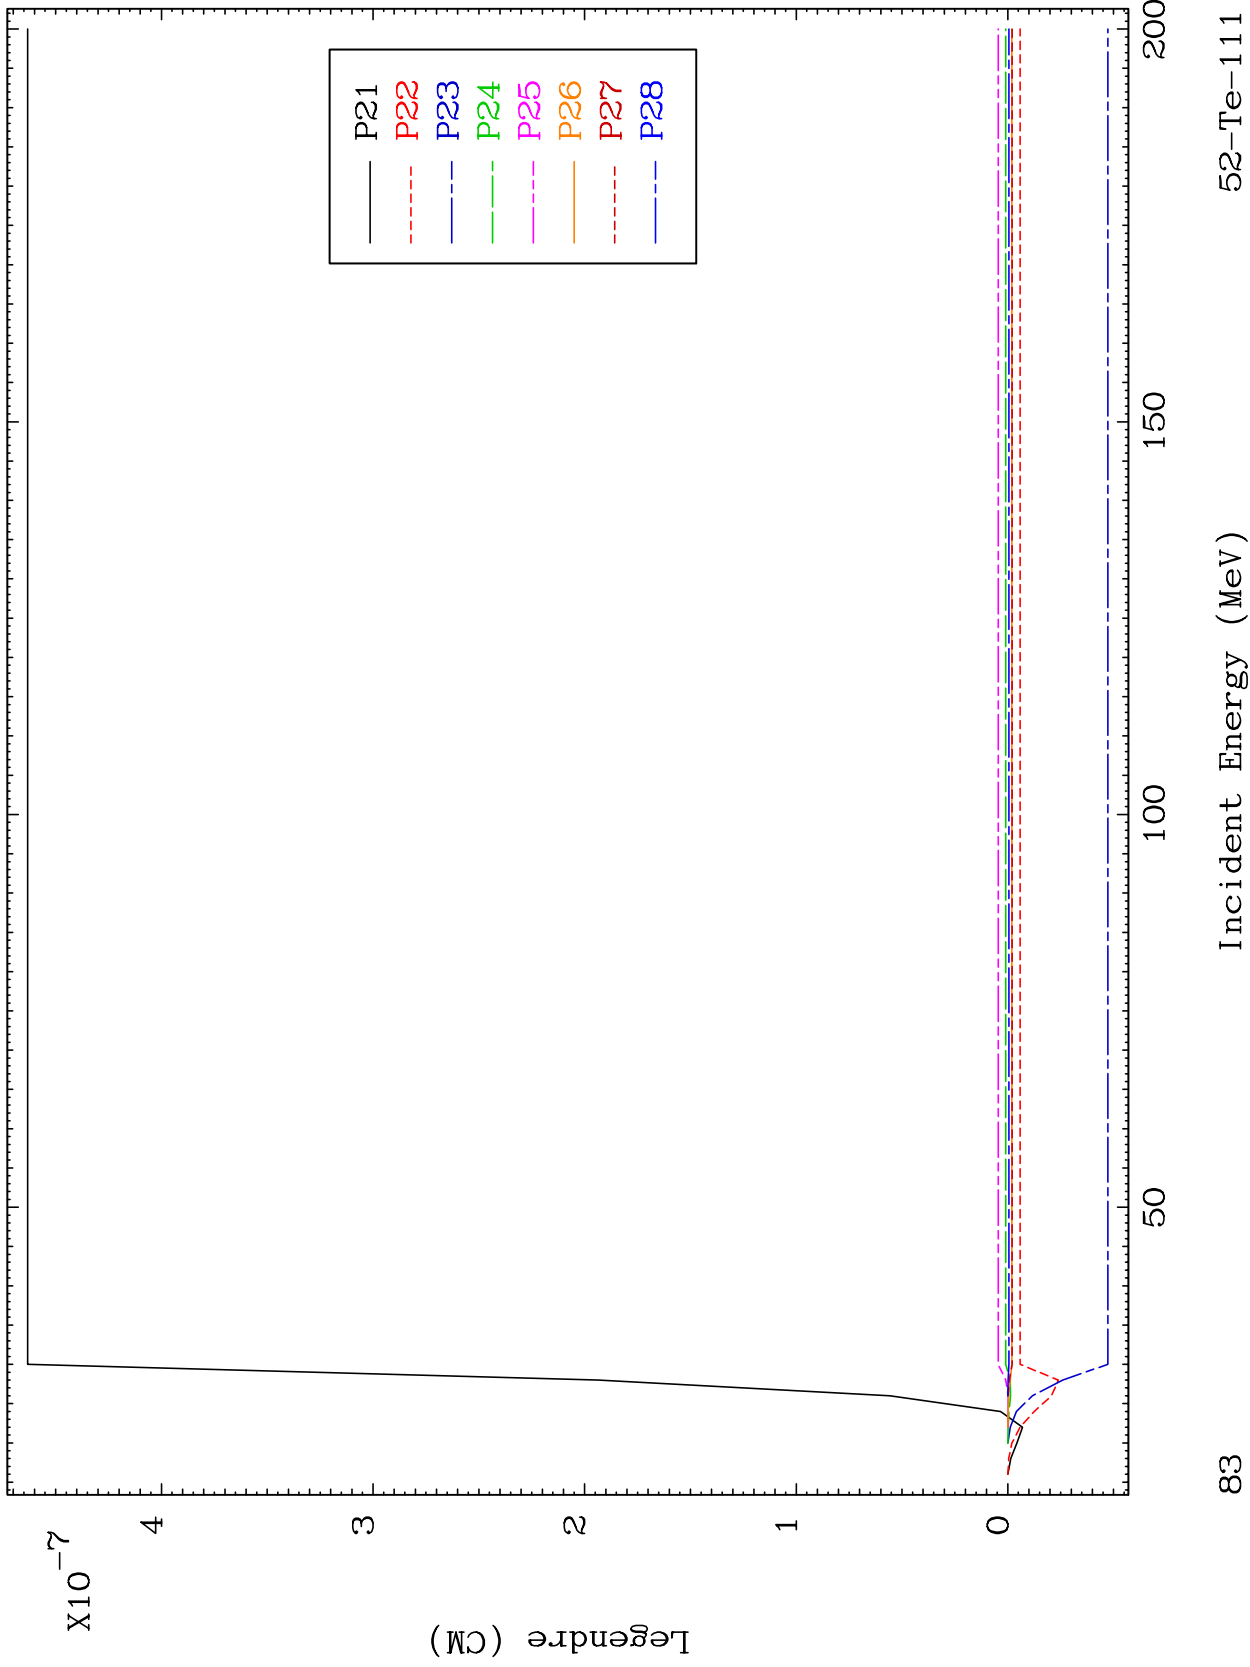 X10-7
Legendre (CM)
4
3
2
1
0
P21
P22
P23
P24
P25
P26
P27
P28
50
100
150
200
Incident Energy (MeV)
83
52-Te-111